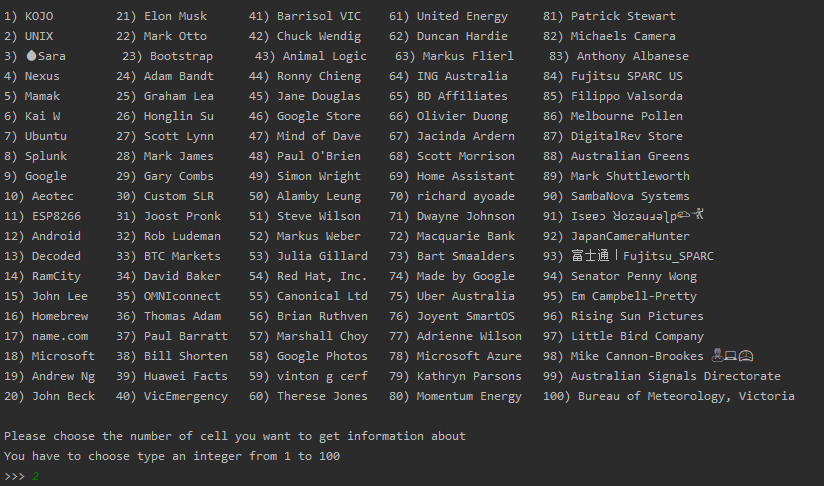 1) KOJO 21) Elon Musk 41) Barrisol VIC 61) United Energy 81) Patrick Stewart
2) UNIX 22) Mark Otto 42) Chuck Wendig 62) Duncan Hardie 82) Michaels Camera
3) 💧Sara 23) Bootstrap 43) Animal Logic 63) Markus Flierl 83) Anthony Albanese
4) Nexus 24) Adam Bandt 44) Ronny Chieng 64) ING Australia 84) Fujitsu SPARC US
5) Mamak 25) Graham Lea 45) Jane Douglas 65) BD Affiliates 85) Filippo Valsorda
6) Kai W 26) Honglin Su 46) Google Store 66) Olivier Duong 86) Melbourne Pollen
7) Ubuntu 27) Scott Lynn 47) Mind of Dave 67) Jacinda Ardern 87) DigitalRev Store
8) Splunk 28) Mark James 48) Paul O'Brien 68) Scott Morrison 88) Australian Greens
9) Google 29) Gary Combs 49) Simon Wright 69) Home Assistant 89) Mark Shuttleworth
10) Aeotec 30) Custom SLR 50) Alamby Leung 70) richard ayoade 90) SambaNova Systems
11) ESP8266 31) Joost Pronk 51) Steve Wilson 71) Dwayne Johnson 91)
12) Android 32) Rob Ludeman 52) Markus Weber 72) Macquarie Bank 92) JapanCameraHunter
13) Decoded 33) BTC Markets 53) Julia Gillard 73) Bart Smaalders 93) 富士通|Fujitsu_SPARC
14) RamCity 34) David Baker 54) Red Hat, Inc. 74) Made by Google 94) Senator Penny Wong
15) John Lee 35) OMNIconnect 55) Canonical Ltd 75) Uber Australia 95) Em Campbell-Pretty
16) Homebrew 36) Thomas Adam 56) Brian Ruthven 76) Joyent SmartOS 96) Rising Sun Pictures
17) name.com 37) Paul Barratt 57) Marshall Choy 77) Adrienne Wilson 97) Little Bird Company
18) Microsoft 38) Bill Shorten 58) Google Photos 78) Microsoft Azure 98) Mike Cannon-Brookes
19) Andrew Ng 39) Huawei Facts 59) vinton g cerf 79) Kathryn Parsons 99) Australian Signals Directorate
20) John Beck 40) VicEmergency 60) Therese Jones 80) Momentum Energy 100) Bureau of Meteorology, Victoria
Please choose the number of cell you want to get information about
You have to choose type an integer from 1 to 100
>>> 2